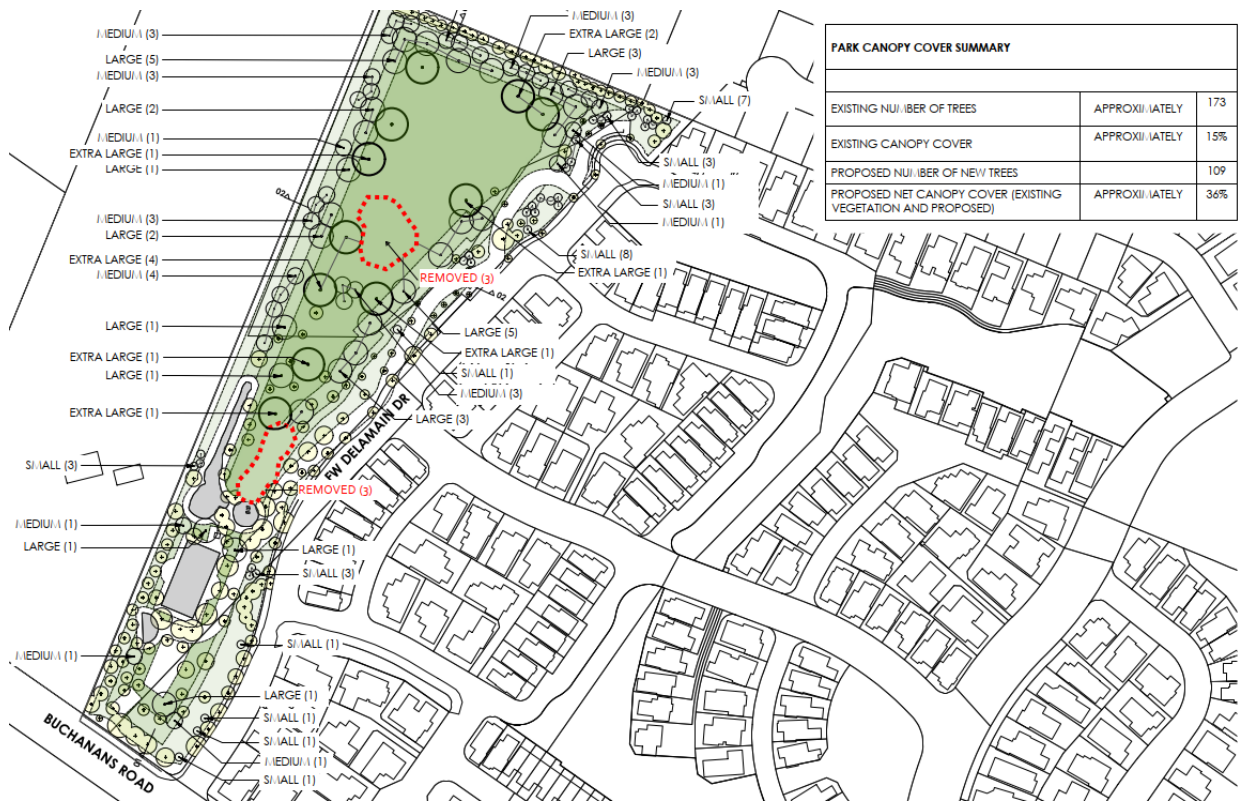 MEDIUM (3)
LARGE (5)
MEDIUM (3)
LARGE (2)
MEDIUM (1)
EXTRA LARGE (1)
LARGE (1)
02
MEDIUM (3)
LARGE (2)
EXTRA LARGE (4)
MEDIUM (4)
LARGE (1)
EXTRA LARGE (1)
LARGE (1)
EXTRA LARGE (1)
SMALL (3)
MEDIUM (1)
LARGE (1)
MEDIUM (1)
MEDIUM (3)
EXTRA LARGE (2)
LARGE (3)
MEDIUM (3)
SMALL (7)
SMALL (3)
MEDIUM (1)
SMALL (3)
MEDIUM (1)
SMALL (8)
EXTRA LARGE (1)
REMOVED (3)
02
LARGE (5)
EXTRA LARGE (1)
SMALL (1)
MEDIUM (3)
LARGE (3)
FW DELAMAIN DR
REMOVED (3)
LARGE (1)
SMALL (3)
SMALL (1)
LARGE (1)
SMALL (1)
SMALL (1)
MEDIUM (1)
SMALL (1)
BUCHANANS ROAD
PARK CANOPY COVER SUMMARY
EXISTING NUMBER OF TREES APPROXIMATELY 173
EXISTING CANOPY COVER APPROXIMATELY 15%
PROPOSED NUMBER OF NEW TREES 109
PROPOSED NET CANOPY COVER (EXISTING
VEGETATION AND PROPOSED) APPROXIMATELY 36%